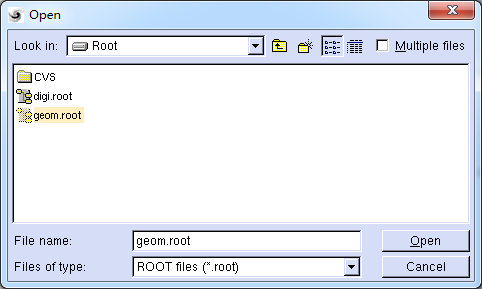 Open
Look in: Root Multiple files
CVS
digi.root
geom.root
File name: geom.root Open
Files of type: ROOT files (*.root) Cancel